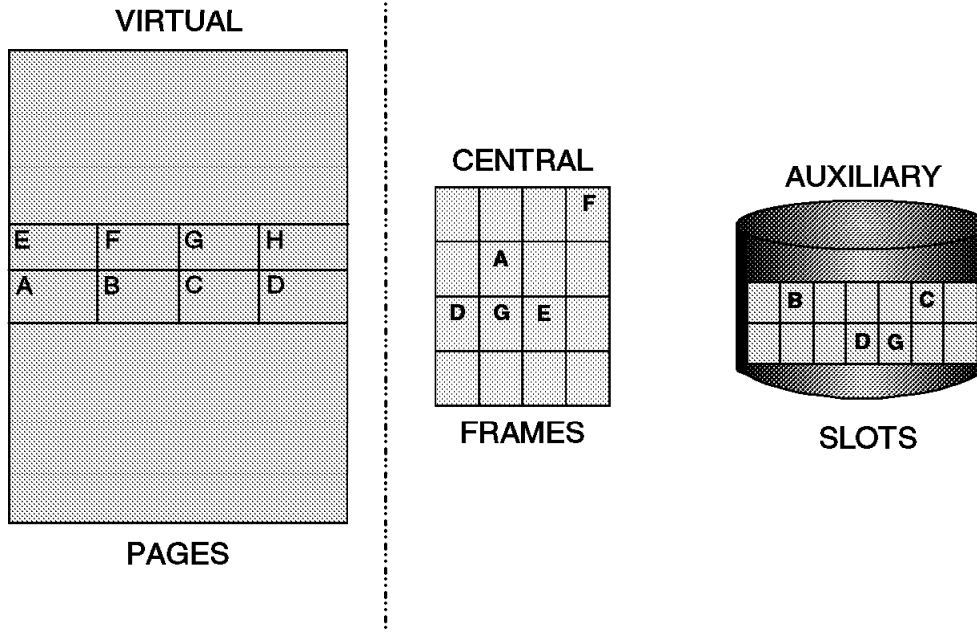 VIRTUAL
E F G H
A B C D
PAGES
CENTRAL
F
A
D G E
FRAMES
AUXILIARY
B C
D G
SLOTS